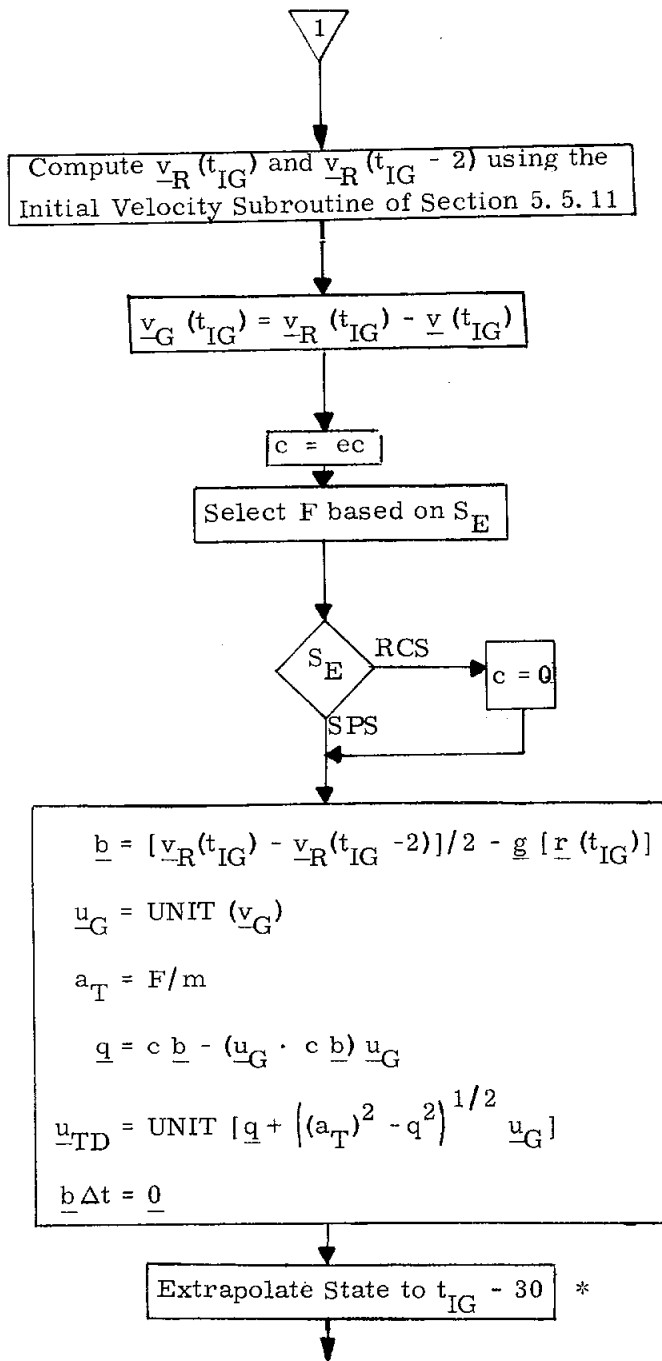 1
Compute v_R (t_IG) and v_R (t_IG - 2) using the
Initial Velocity Subroutine of Section 5.5.11
v_G (t_IG) = v_R (t_IG) - v (t_IG)
c = ec
Select F based on S_E
S_E RCS
c = 0
SPS
b = [v_R(t_IG) - v_R(t_IG -2)]/2 - g [r (t_IG)]
u_G = UNIT (v_G)
a_T = F/m
q = c b - (u_G · c b) u_G
u_TD = UNIT [q + ((a_T)^2 - q^2)^1/2 u_G]
b Δt = 0
Extrapolate State to t_IG - 30 *